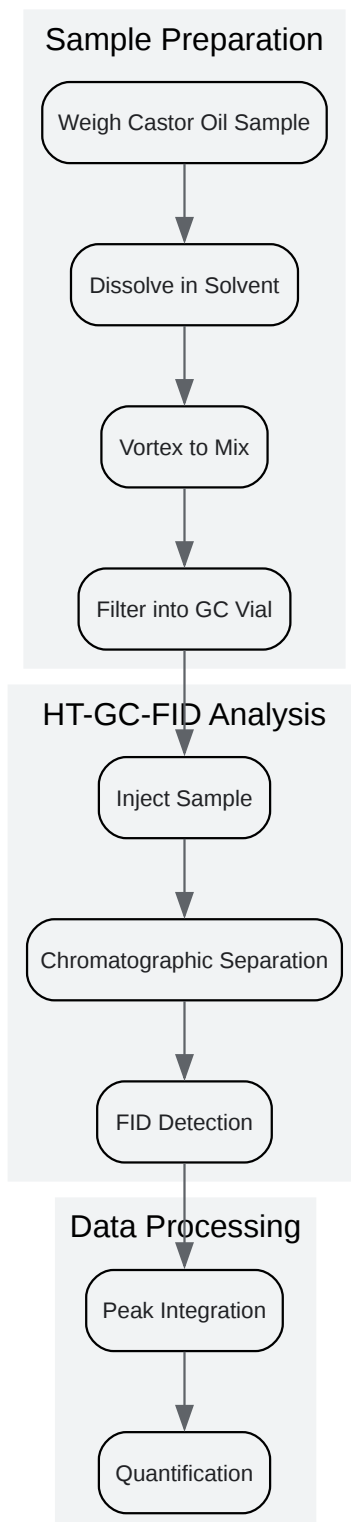 Sample Preparation
Weigh Castor Oil Sample
Dissolve in Solvent
Vortex to Mix
Filter into GC Vial
HT-GC-FID Analysis
Inject Sample
Chromatographic Separation
FID Detection
Data Processing
Peak Integration
Quantification